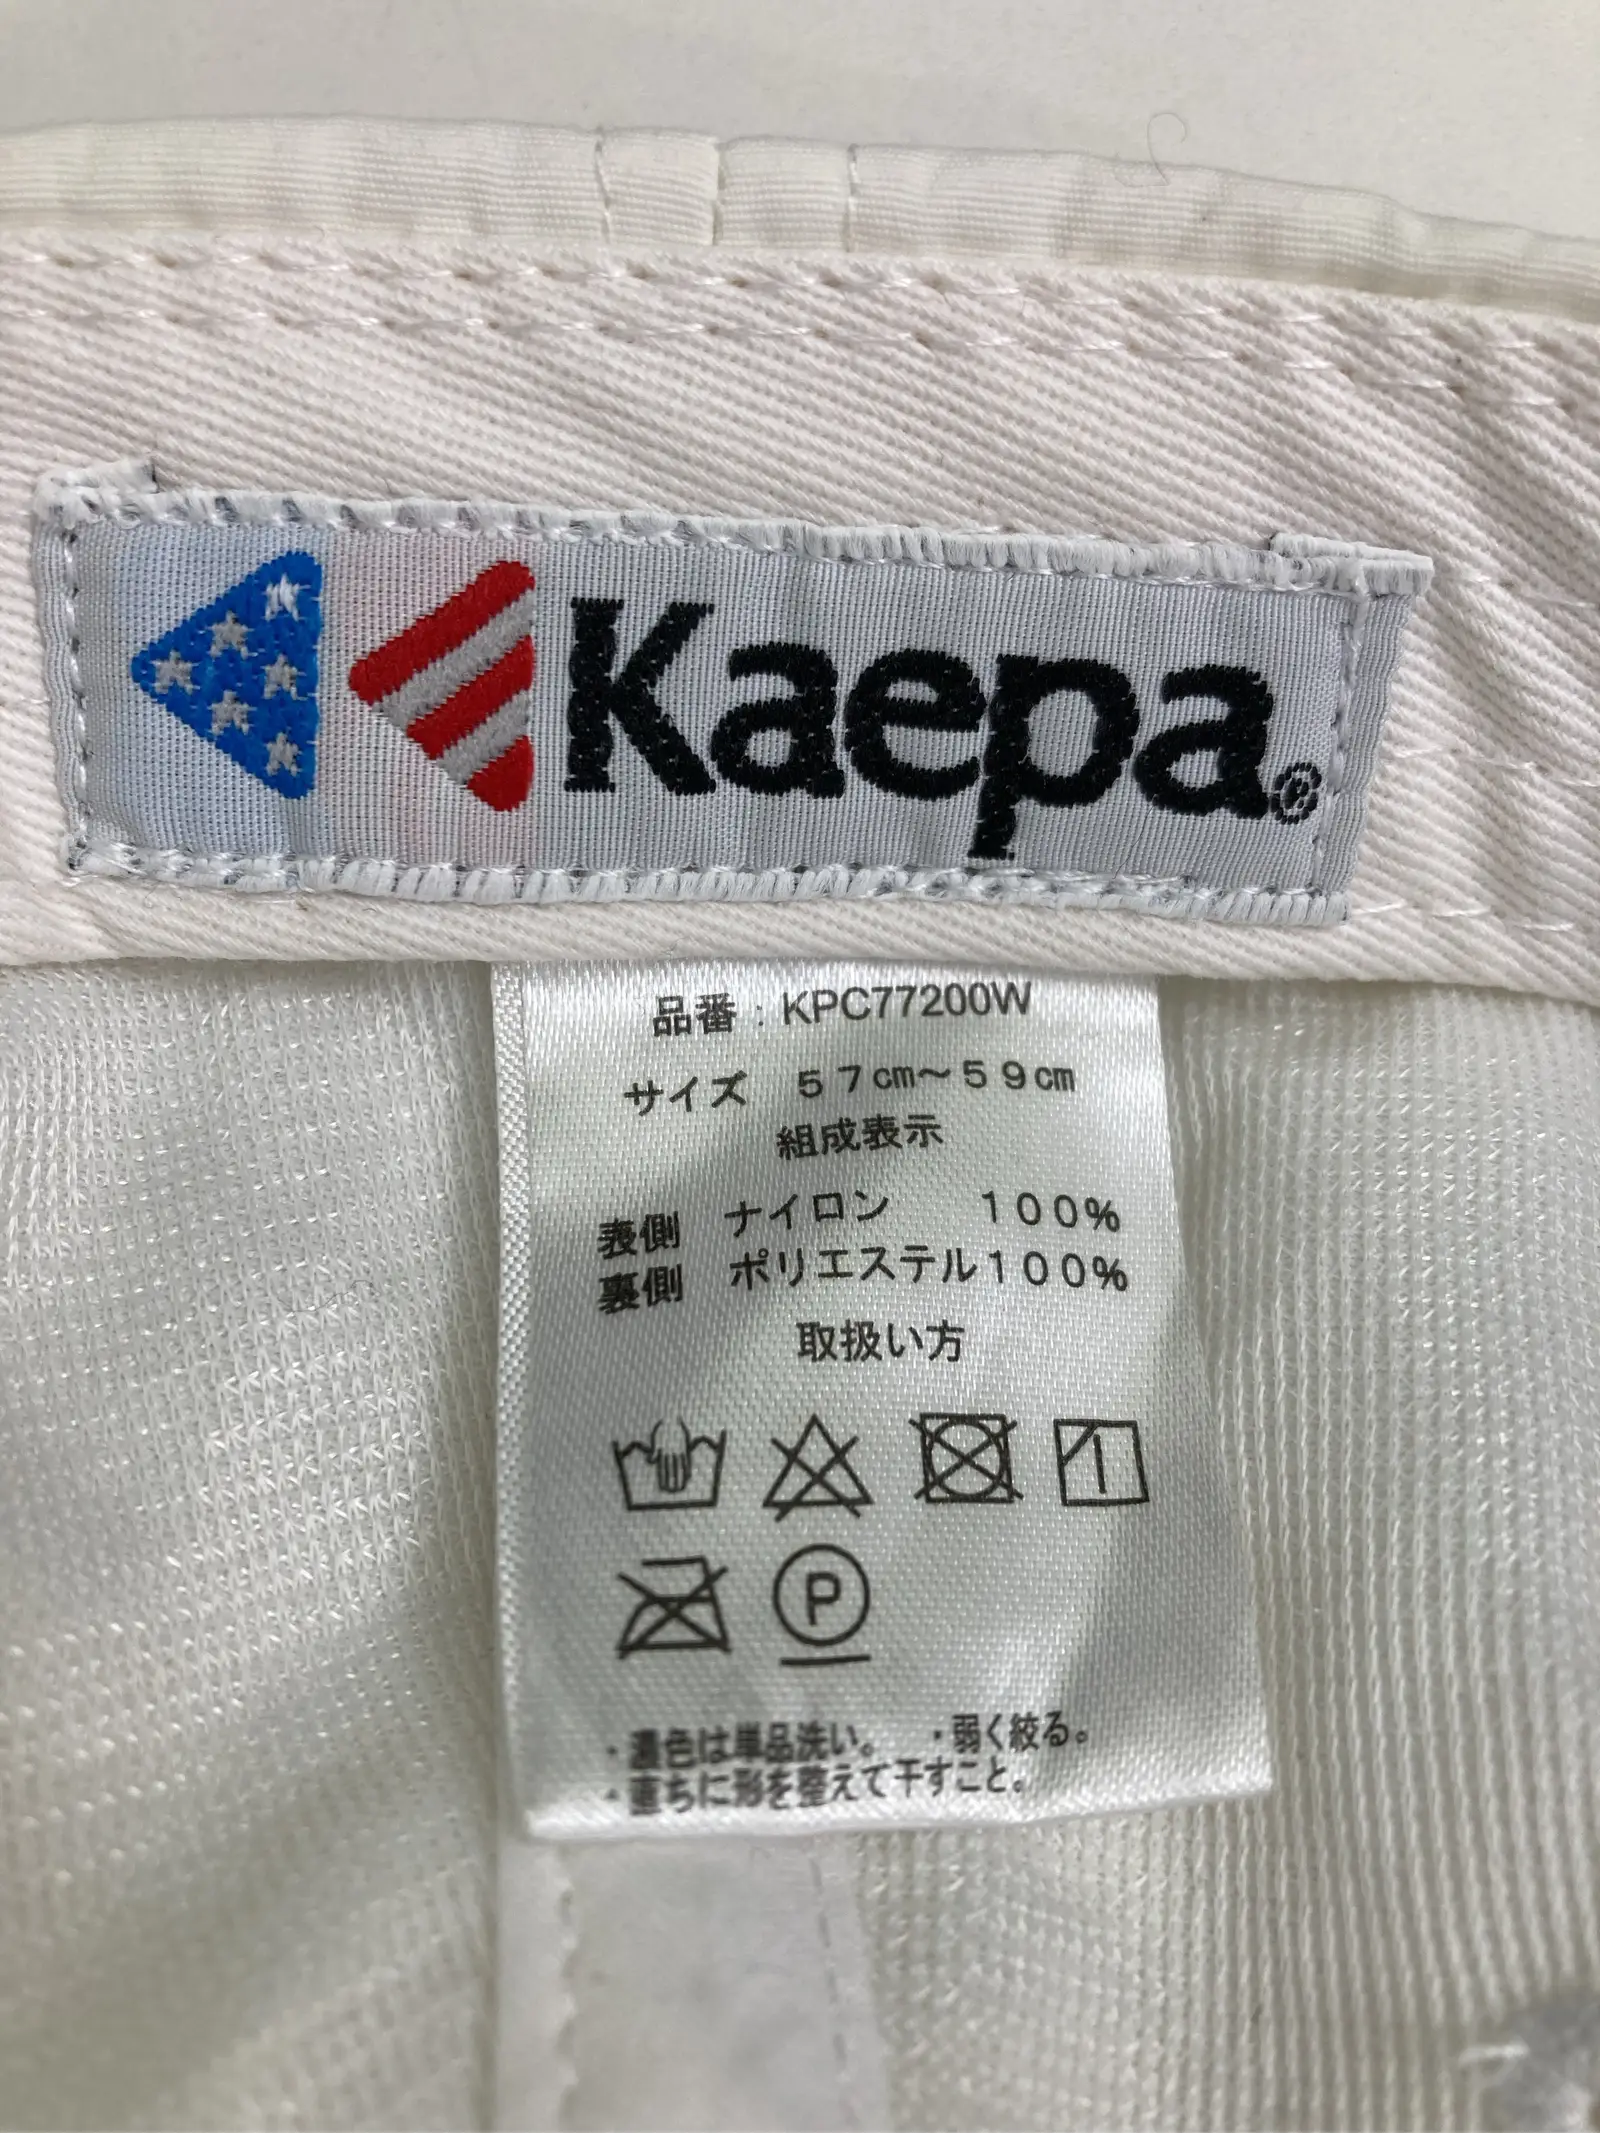 Kaepa®
品番：KPC77200W
サイズ　５７㎝～５９㎝
組成表示
表側　ナイロン　　１００％
裏側　ポリエステル１００％
取扱い方
P
・濃色は単品洗い。　・弱く絞る。
・直ちに形を整えて干すこと。